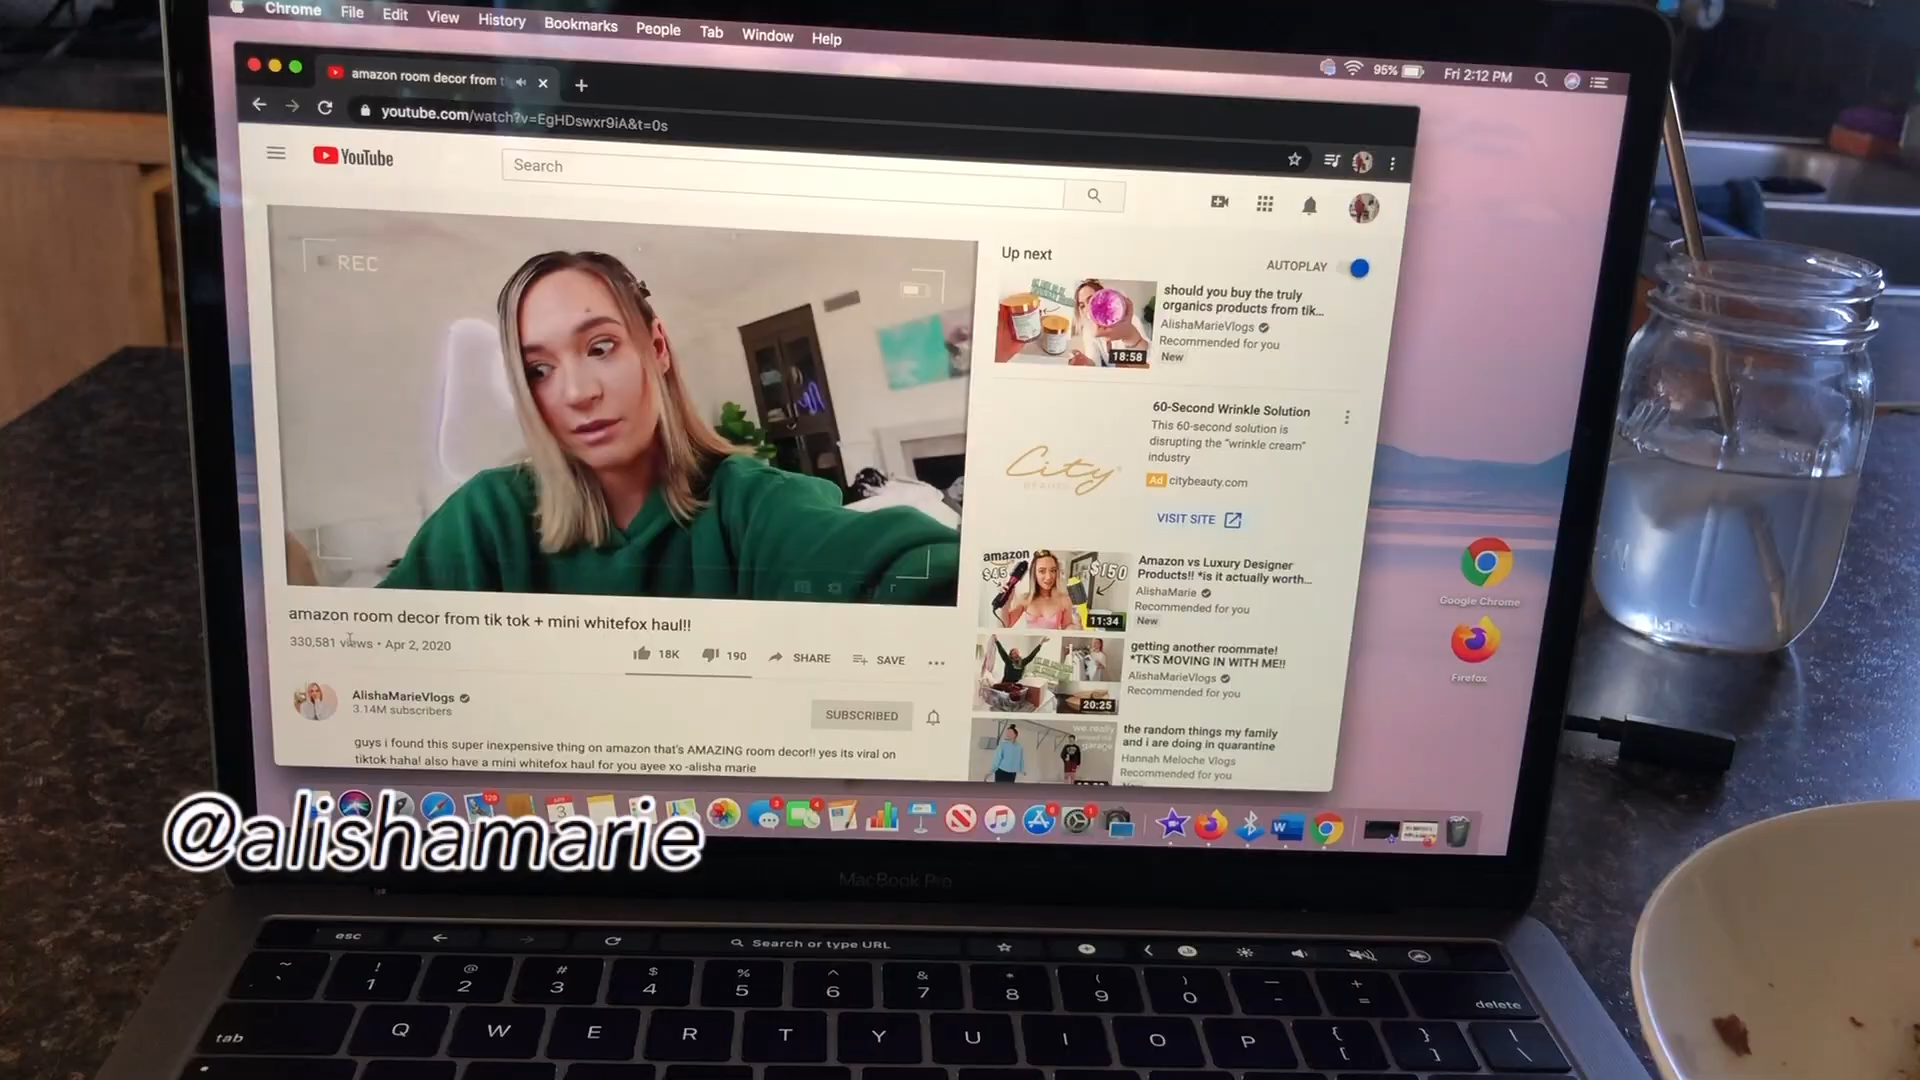 Chrome File Edit View History Bookmarks People Tab Window Help
95% Fri 2:12 PM
amazon room decor from
youtube.com/watch?v=EgHDswxr9iA&t=0s
YouTube
Search
REC
Up next
AUTOPLAY
should you buy the truly
organics products from tik...
AlishaMarieVlogs
Recommended for you
New
18:58
60-Second Wrinkle Solution
This 60-second solution is
disrupting the "wrinkle cream"
industry
Ad citybeauty.com
City
BEAUTY
VISIT SITE
amazon
$45
$150
11:34
Amazon vs Luxury Designer
Products!! *is it actually worth...
AlishaMarie
Recommended for you
New
getting another roommate!
*TK'S MOVING IN WITH ME!!
AlishaMarieVlogs
Recommended for you
20:25
we really
garage
the random things my family
and i are doing in quarantine
Hannah Meloche Vlogs
Recommended for you
amazon room decor from tik tok + mini whitefox haul!!
330,581 views • Apr 2, 2020
18K 190 SHARE SAVE
AlishaMarieVlogs
3.14M subscribers
SUBSCRIBED
guys i found this super inexpensive thing on amazon that's AMAZING room decor!! yes its viral on
tiktok haha! also have a mini whitefox haul for you ayee xo -alisha marie
Google Chrome
Firefox
@alishamarie
MacBook Pro
esc Search or type URL
~ ! @ # $ % ^ & * ( ) _ +
` 1 2 3 4 5 6 7 8 9 0 - = delete
tab Q W E R T Y U I O P { [ } ] | \